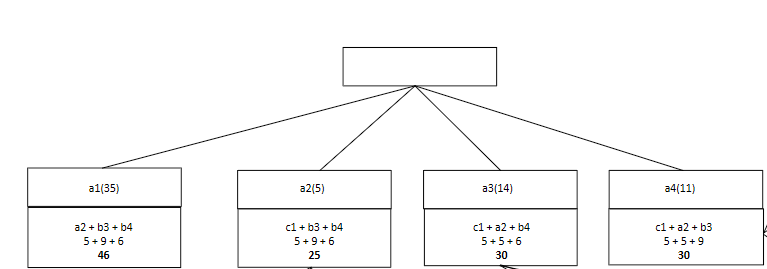 a1(35)
a2 + b3 + b4
5 + 9 + 6
46
a2(5)
c1 + b3 + b4
5 + 9 + 6
25
a3(14)
c1 + a2 + b4
5 + 5 + 6
30
a4(11)
c1 + a2 + b3
5 + 5 + 9
30